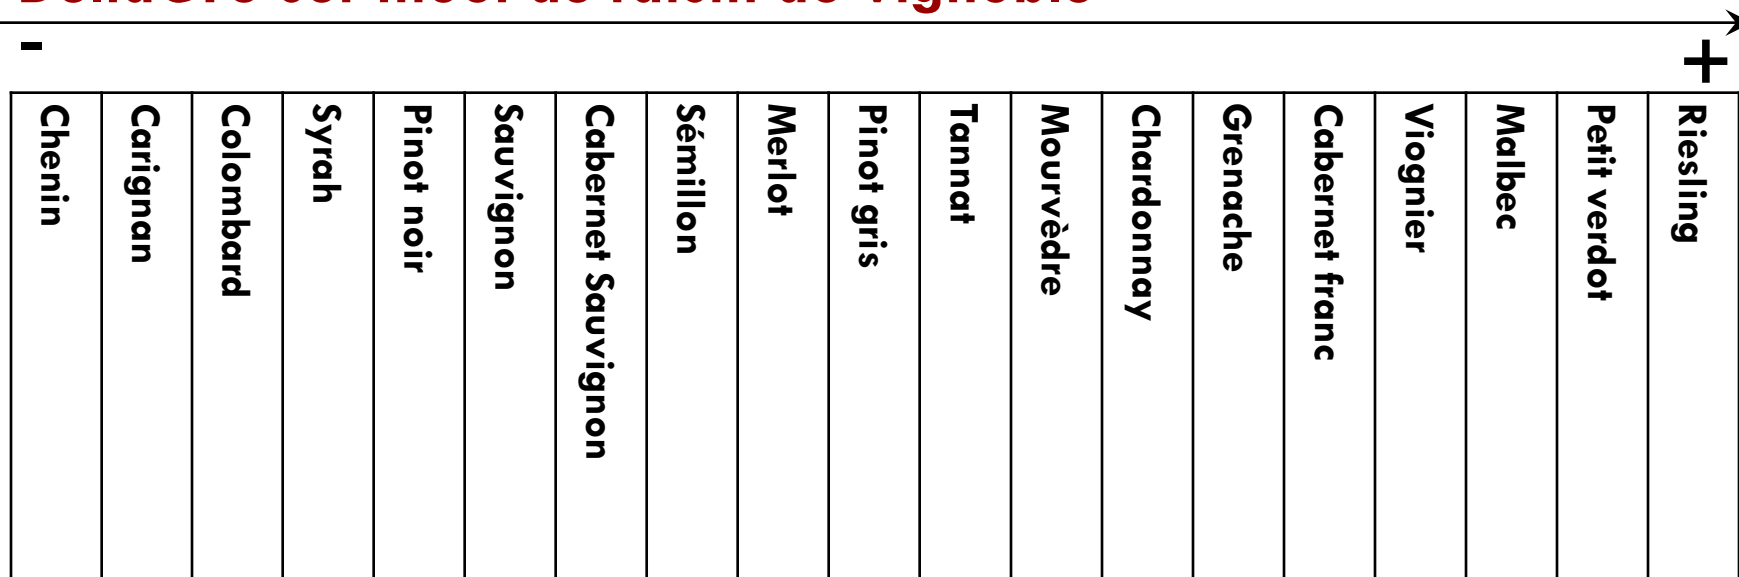 -
+
Chenin
Carignan
Colombard
Syrah
Pinot noir
Sauvignon
Cabernet Sauvignon
Sémillon
Merlot
Pinot gris
Tannat
Mourvèdre
Chardonnay
Grenache
Cabernet franc
Viognier
Malbec
Petit verdot
Riesling